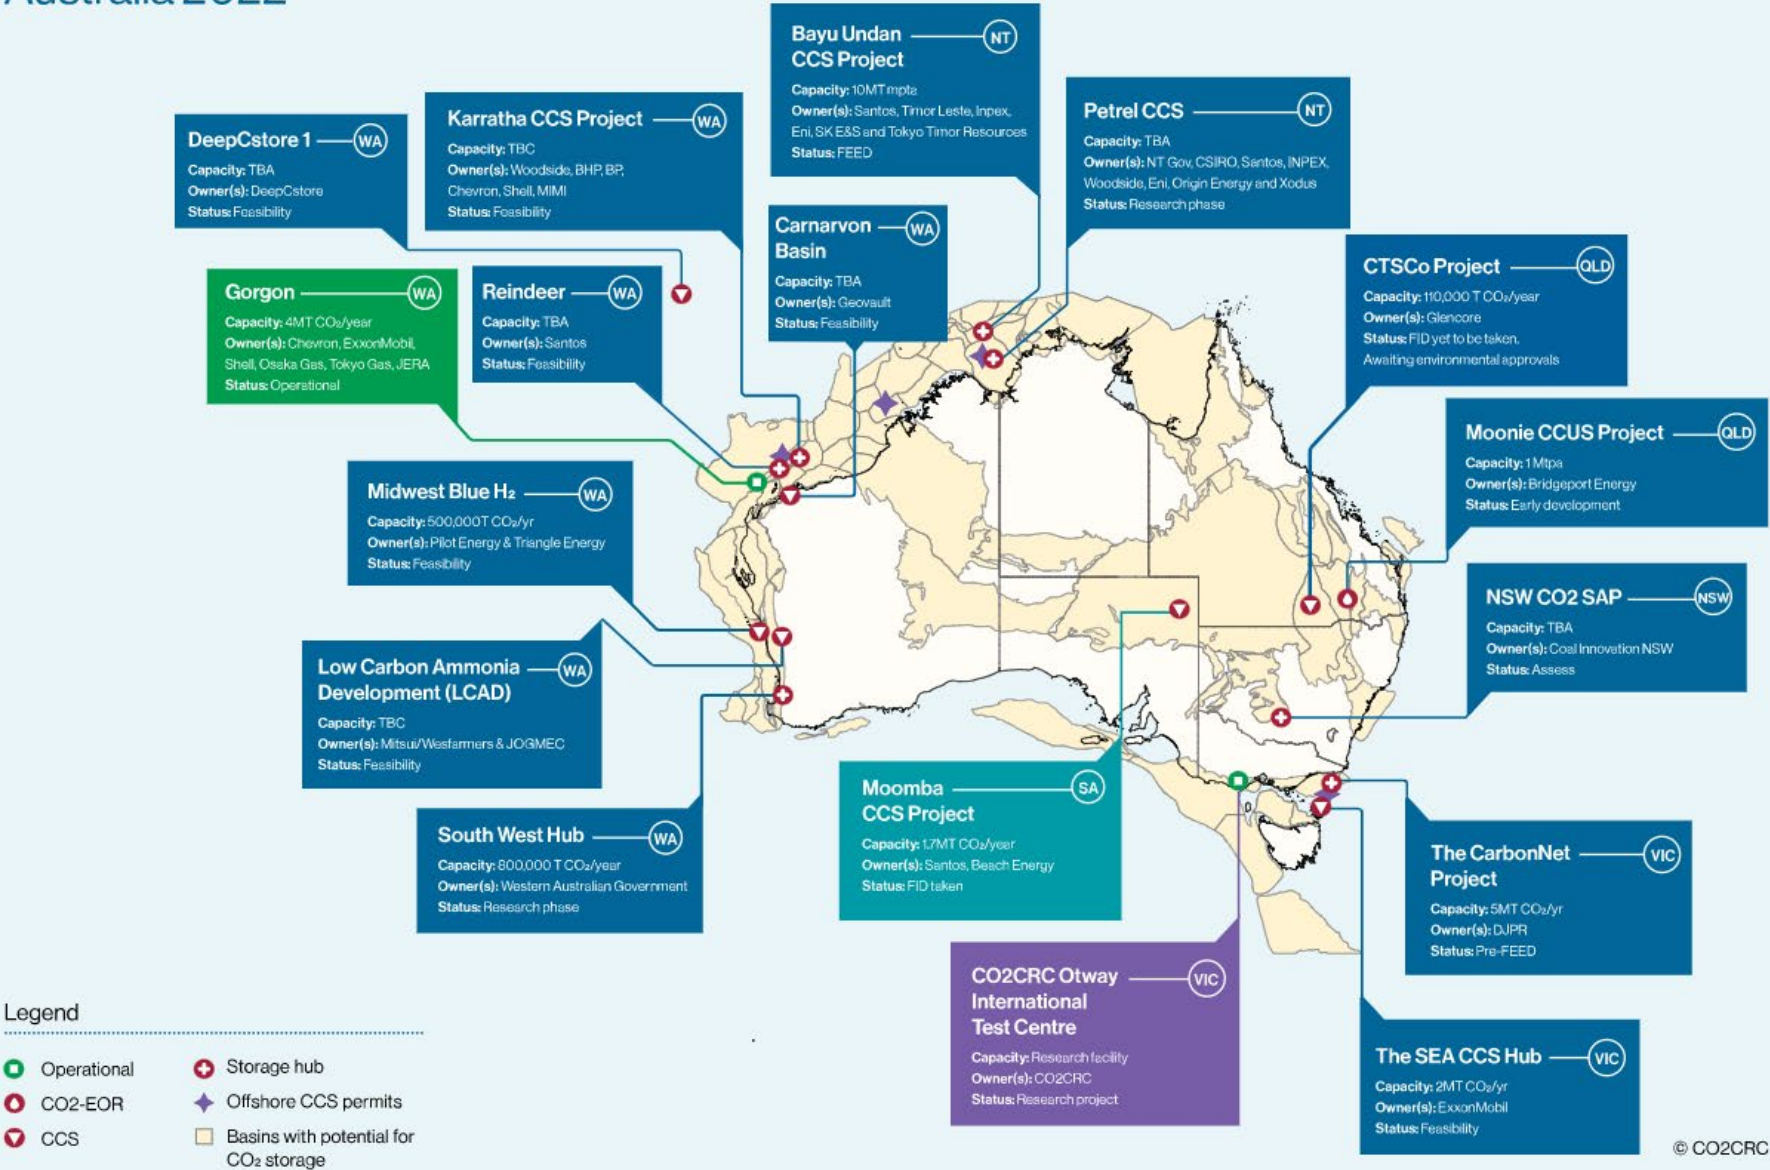 Australia 2022
Bayu Undan
CCS Project
NT
Capacity: 10MT mpta
Owner(s): Santos, Timor Leste, Inpex,
Eni, SK E&S and Tokyo Timor Resources
Status: FEED
Petrel CCS
NT
Capacity: TBA
Owner(s): NT Gov, CSIRO, Santos, INPEX,
Woodside, Eni, Origin Energy and Xodus
Status: Research phase
Karratha CCS Project
WA
Capacity: TBC
Owner(s): Woodside, BHP, BP,
Chevron, Shell, MIMI
Status: Feasibility
DeepCstore 1
WA
Capacity: TBA
Owner(s): DeepCstore
Status: Feasibility
Carnarvon
Basin
WA
Capacity: TBA
Owner(s): Geovault
Status: Feasibility
CTSCo Project
QLD
Capacity: 110,000 T CO₂/year
Owner(s): Glencore
Status: FID yet to be taken.
Awaiting environmental approvals
Gorgon
WA
Capacity: 4MT CO₂/year
Owner(s): Chevron, ExxonMobil,
Shell, Osaka Gas, Tokyo Gas, JERA
Status: Operational
Reindeer
WA
Capacity: TBA
Owner(s): Santos
Status: Feasibility
Moonie CCUS Project
QLD
Capacity: 1 Mtpa
Owner(s): Bridgeport Energy
Status: Early development
Midwest Blue H₂
WA
Capacity: 500,000T CO₂/yr
Owner(s): Pilot Energy & Triangle Energy
Status: Feasibility
NSW CO2 SAP
NSW
Capacity: TBA
Owner(s): Coal Innovation NSW
Status: Assess
Low Carbon Ammonia
Development (LCAD)
WA
Capacity: TBC
Owner(s): Mitsui/Wesfarmers & JOGMEC
Status: Feasibility
Moomba
CCS Project
SA
Capacity: 1.7MT CO₂/year
Owner(s): Santos, Beach Energy
Status: FID taken
South West Hub
WA
Capacity: 800,000 T CO₂/year
Owner(s): Western Australian Government
Status: Research phase
The CarbonNet
Project
VIC
Capacity: 5MT CO₂/yr
Owner(s): DJPR
Status: Pre-FEED
CO2CRC Otway
International
Test Centre
VIC
Capacity: Research facility
Owner(s): CO2CRC
Status: Research project
The SEA CCS Hub
VIC
Capacity: 2MT CO₂/yr
Owner(s): ExxonMobil
Status: Feasibility
Legend
Operational
CO2-EOR
CCS
Storage hub
Offshore CCS permits
Basins with potential for
CO₂ storage
© CO2CRC